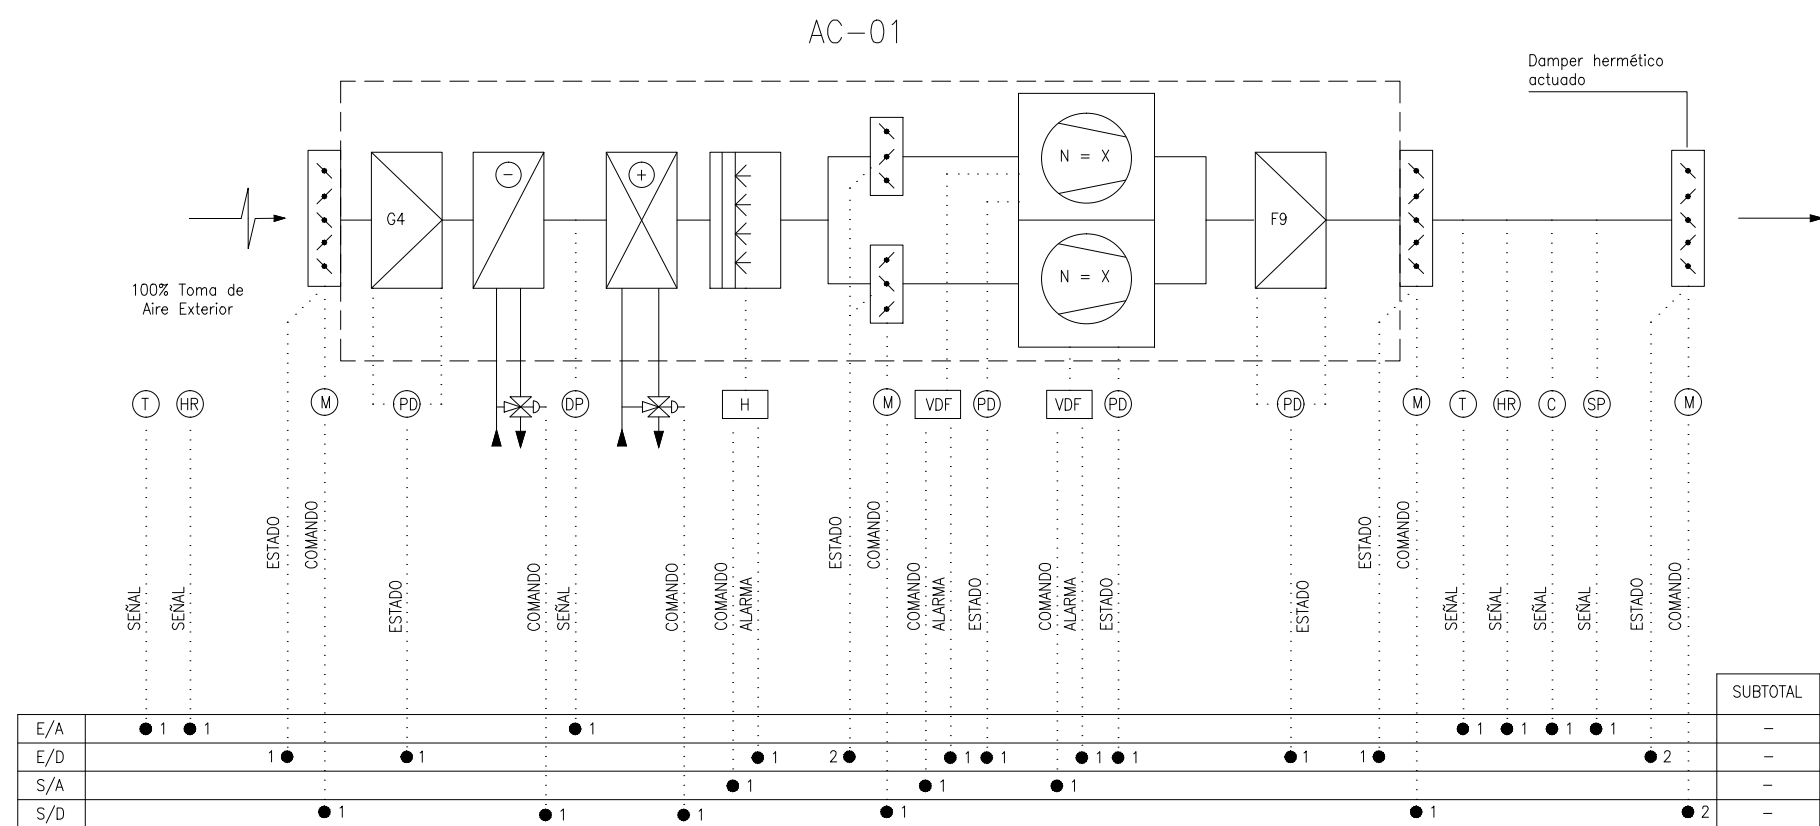 AC-01
Damper hermético
actuado
N = X
G4
F9
N = X
100% Toma de
Aire Exterior
T HR M PD DP H M VDF PD VDF PD PD M T HR C SP M
ESTADO COMANDO ESTADO COMANDO ESTADO COMANDO
SEÑAL SEÑAL ESTADO COMANDO SEÑAL COMANDO COMANDO ALARMA COMANDO ALARMA ESTADO COMANDO ALARMA ESTADO ESTADO SEÑAL SEÑAL SEÑAL SEÑAL ESTADO COMANDO
SUBTOTAL
E/A 1 1 1 1 1 1 1 -
E/D 1 1 1 2 1 1 1 1 1 1 2 -
S/A 1 1 1 -
S/D 1 1 1 1 1 2 -